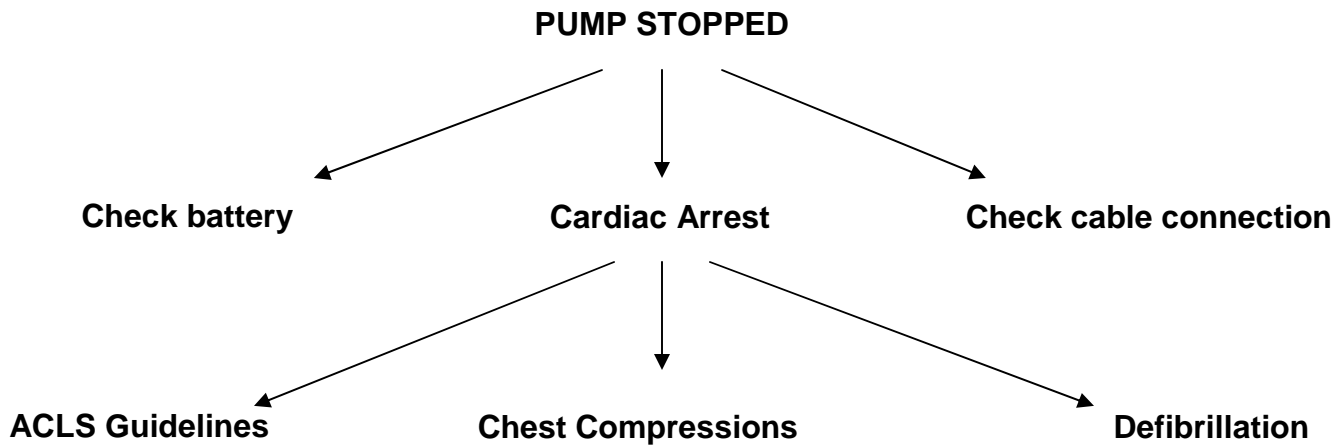 PUMP STOPPED
Check battery
Cardiac Arrest
Check cable connection
ACLS Guidelines
Chest Compressions
Defibrillation